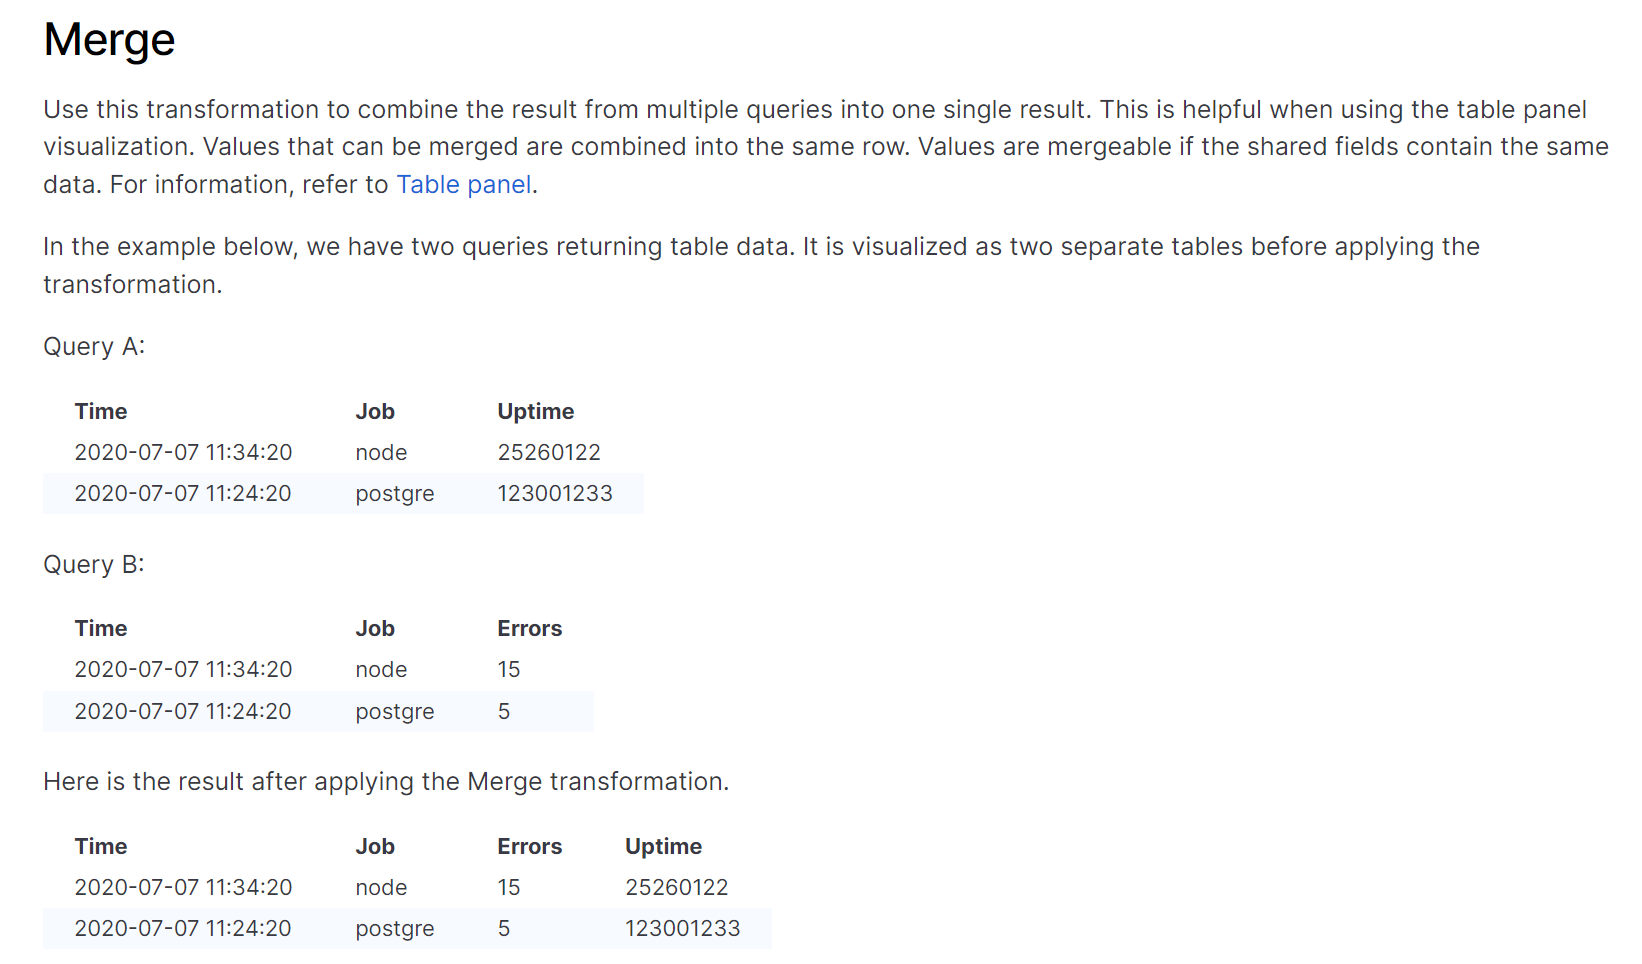 Merge
Use this transformation to combine the result from multiple queries into one single result. This is helpful when using the table panel
visualization. Values that can be merged are combined into the same row. Values are mergeable if the shared fields contain the same
data. For information, refer to Table panel.
In the example below, we have two queries returning table data. It is visualized as two separate tables before applying the
transformation.
Query A:
Time Job Uptime
2020-07-07 11:34:20 node 25260122
2020-07-07 11:24:20 postgre 123001233
Query B:
Time Job Errors
2020-07-07 11:34:20 node 15
2020-07-07 11:24:20 postgre 5
Here is the result after applying the Merge transformation.
Time Job Errors Uptime
2020-07-07 11:34:20 node 15 25260122
2020-07-07 11:24:20 postgre 5 123001233